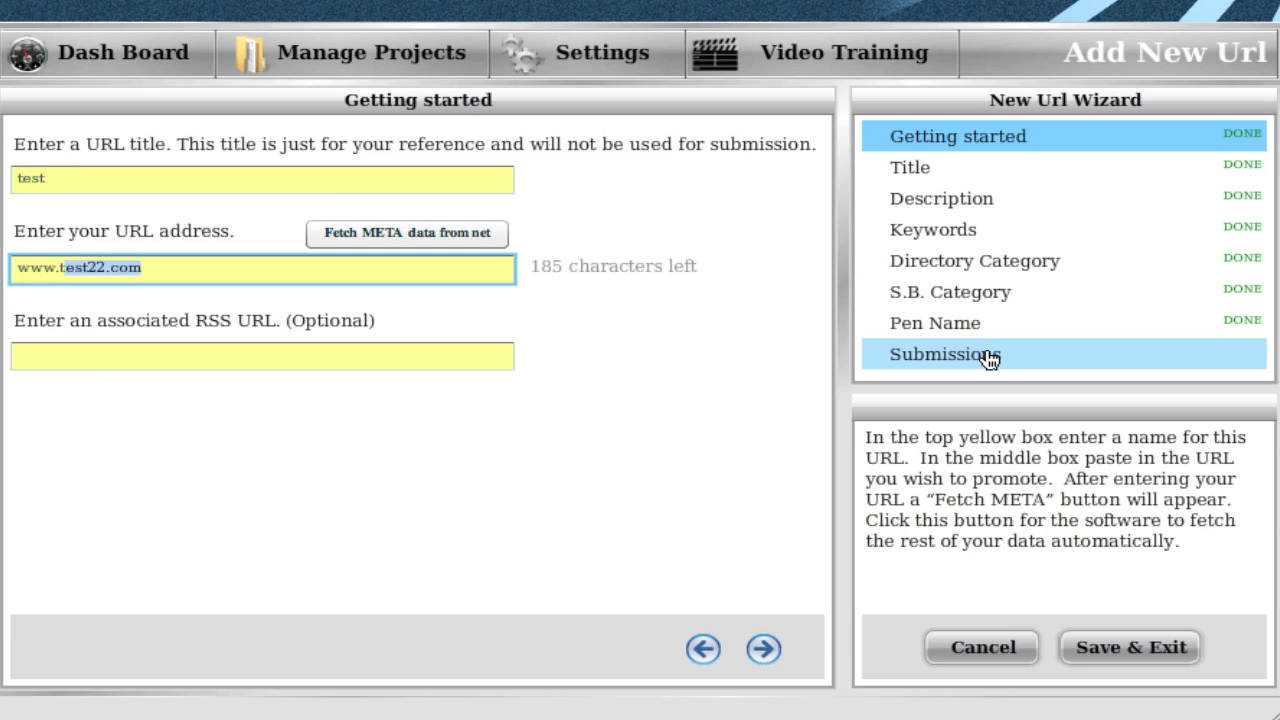 Dash Board
Manage Projects
Settings
Video Training
Add New Url
Getting started
Enter a URL title. This title is just for your reference and will not be used for submission.
test
Enter your URL address.
Fetch META data from net
www.test22.com
185 characters left
Enter an associated RSS URL. (Optional)
New Url Wizard
Getting started DONE
Title DONE
Description DONE
Keywords DONE
Directory Category DONE
S.B. Category DONE
Pen Name DONE
Submissions
In the top yellow box enter a name for this
URL. In the middle box paste in the URL
you wish to promote. After entering your
URL a “Fetch META” button will appear.
Click this button for the software to fetch
the rest of your data automatically.
Cancel
Save & Exit